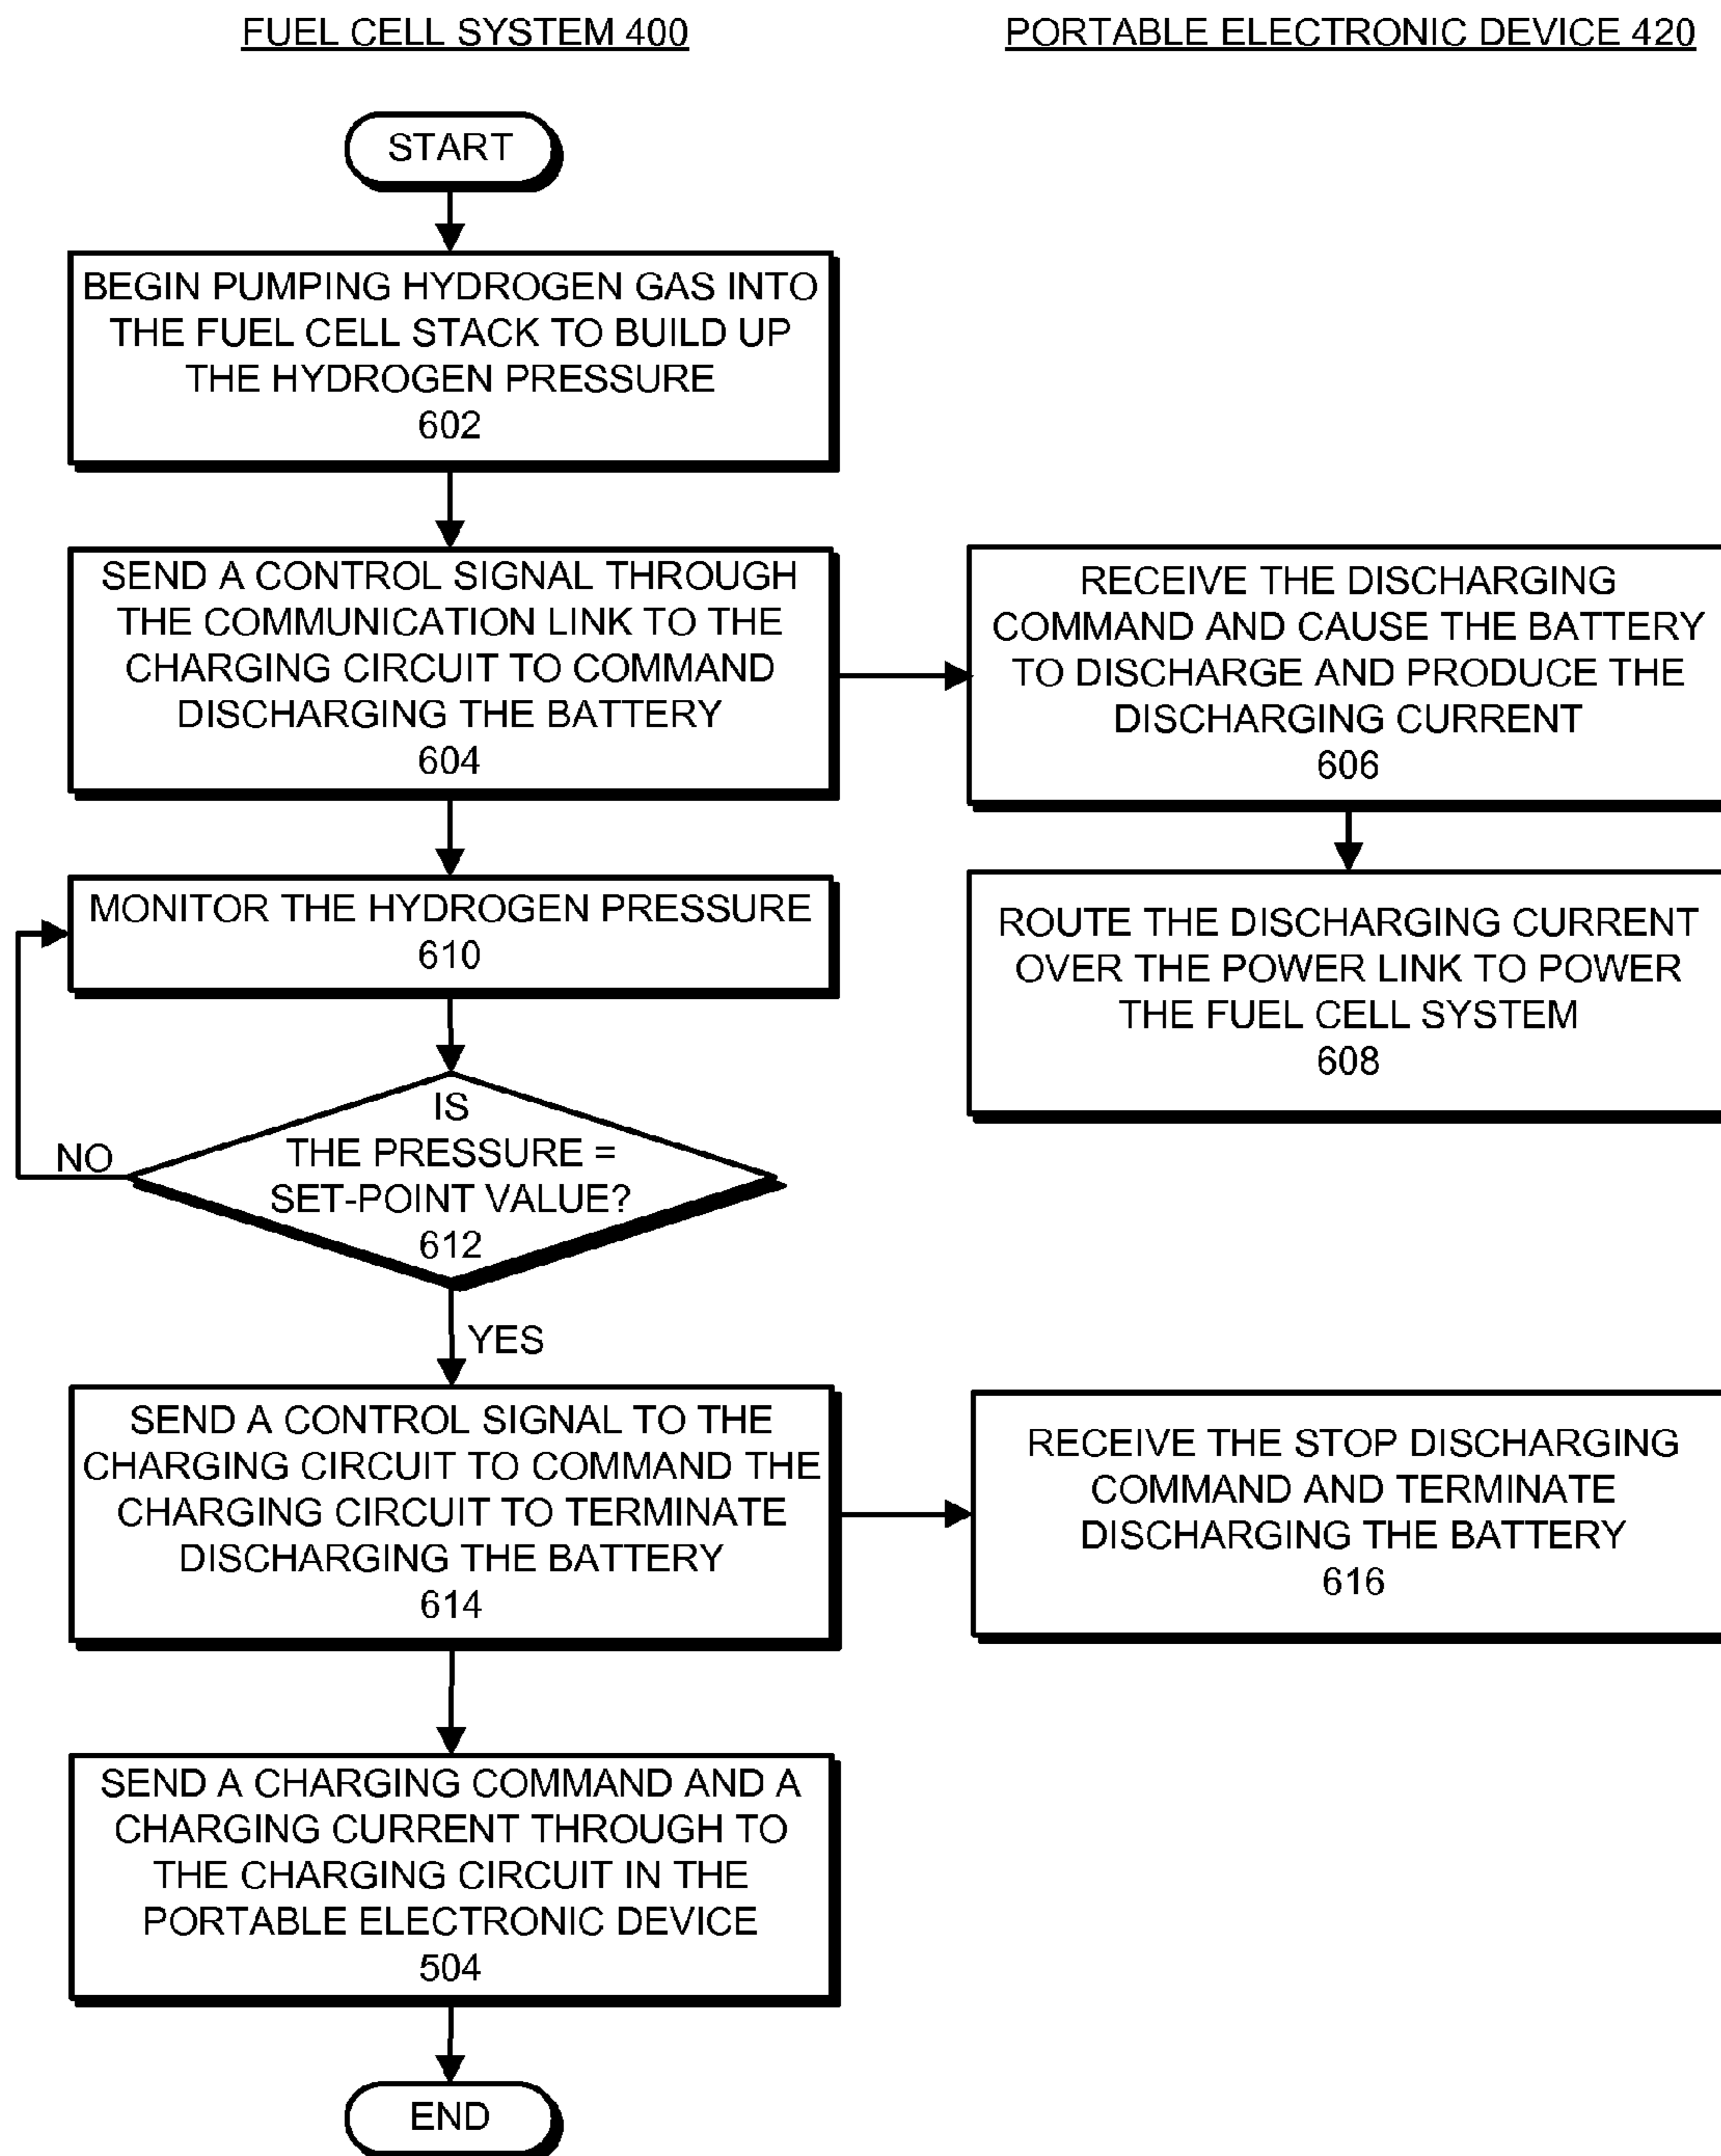 FUEL CELL SYSTEM 400
PORTABLE ELECTRONIC DEVICE 420
START
BEGIN PUMPING HYDROGEN GAS INTO
THE FUEL CELL STACK TO BUILD UP
THE HYDROGEN PRESSURE
602
SEND A CONTROL SIGNAL THROUGH
THE COMMUNICATION LINK TO THE
CHARGING CIRCUIT TO COMMAND
DISCHARGING THE BATTERY
604
RECEIVE THE DISCHARGING
COMMAND AND CAUSE THE BATTERY
TO DISCHARGE AND PRODUCE THE
DISCHARGING CURRENT
606
ROUTE THE DISCHARGING CURRENT
OVER THE POWER LINK TO POWER
THE FUEL CELL SYSTEM
608
MONITOR THE HYDROGEN PRESSURE
610
IS
THE PRESSURE =
SET-POINT VALUE?
612
NO
YES
SEND A CONTROL SIGNAL TO THE
CHARGING CIRCUIT TO COMMAND THE
CHARGING CIRCUIT TO TERMINATE
DISCHARGING THE BATTERY
614
RECEIVE THE STOP DISCHARGING
COMMAND AND TERMINATE
DISCHARGING THE BATTERY
616
SEND A CHARGING COMMAND AND A
CHARGING CURRENT THROUGH TO
THE CHARGING CIRCUIT IN THE
PORTABLE ELECTRONIC DEVICE
504
END